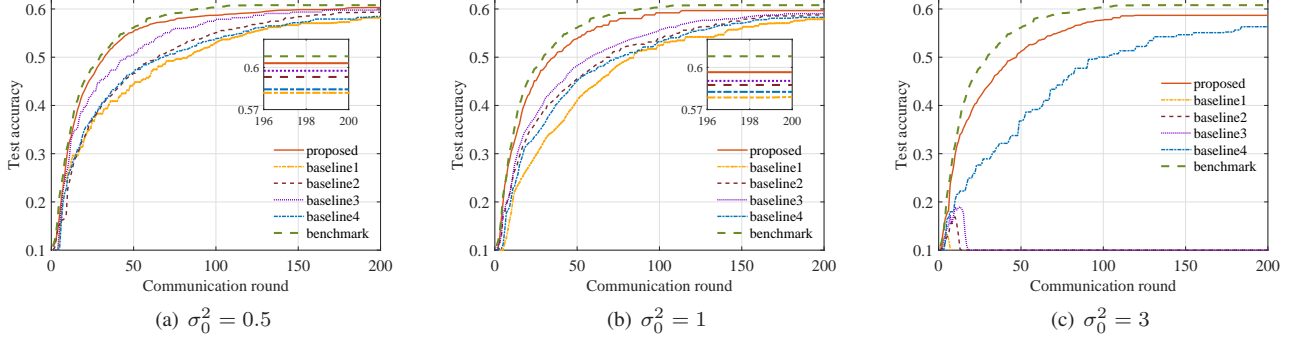 0.6
0.5
0.4
0.3
0.2
0.1
Test accuracy
0 50 100 150 200
Communication round
0.6
0.57
196 198 200
proposed
baseline1
baseline2
baseline3
baseline4
benchmark
(a) σ₀² = 0.5
0.6
0.5
0.4
0.3
0.2
0.1
Test accuracy
0 50 100 150 200
Communication round
0.6
0.57
196 198 200
proposed
baseline1
baseline2
baseline3
baseline4
benchmark
(b) σ₀² = 1
0.6
0.5
0.4
0.3
0.2
0.1
Test accuracy
0 50 100 150 200
Communication round
proposed
baseline1
baseline2
baseline3
baseline4
benchmark
(c) σ₀² = 3